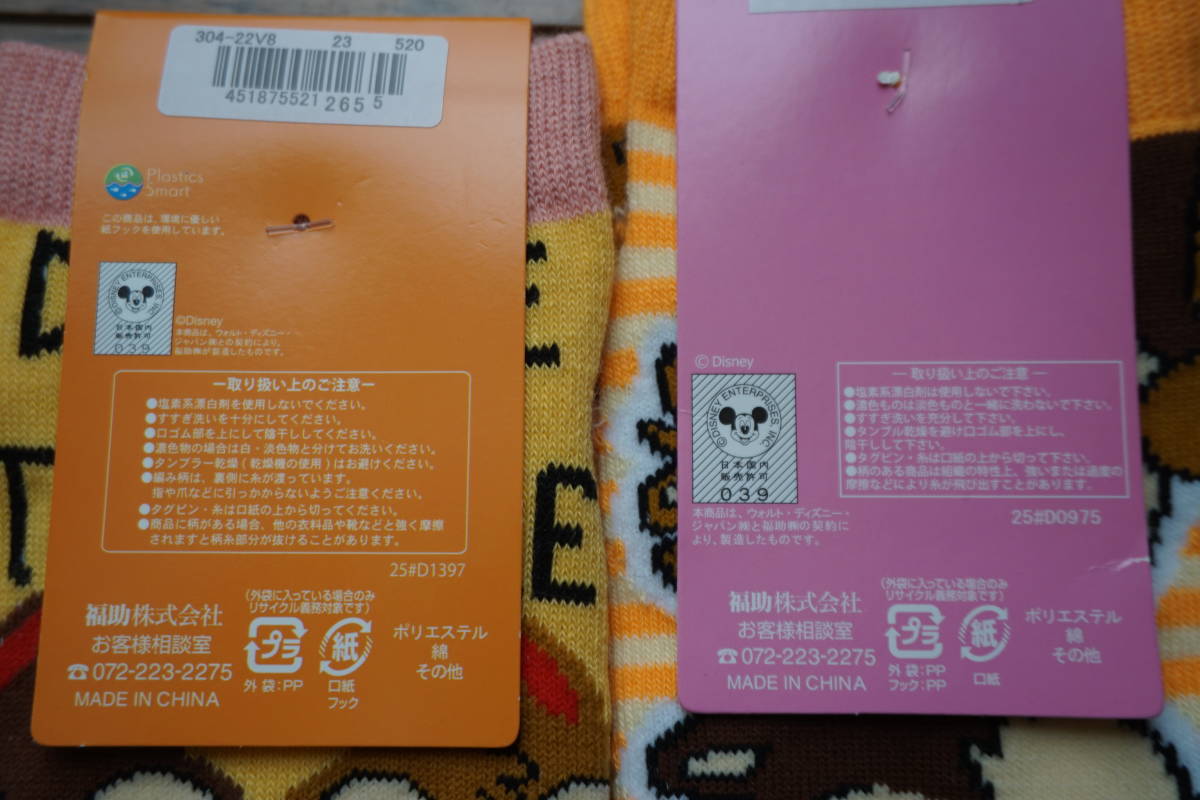 304-22V8 23 520
451875521 265 5
Plastics
Smart
この商品は、環境に優しい
紙フックを使用しています。
©DISNEY ENTERPRISES, INC.
日本国内
販売許可
039
©Disney
本商品は、ウォルト・ディズニー・
ジャパン㈱との契約により、
福助㈱が製造したものです。
ー取り扱い上のご注意ー
●塩素系漂白剤を使用しないでください。
●すすぎ洗いを十分にしてください。
●口ゴム部を上にして陰干ししてください。
●濃色物の場合は白・淡色物と分けてお洗いください。
●タンブラー乾燥(乾燥機の使用)はお避けください。
●編み柄は、裏側に糸が渡っています。
指や爪などに引っかからないようご注意ください。
●タグピン・糸は口紙の上から切ってください。
●商品に柄がある場合、他の衣料品や靴などと強く摩擦
されますと柄糸部分が抜けることがあります。
25#D1397
福助株式会社
お客様相談室
☎072-223-2275
MADE IN CHINA
(外袋に入っている場合のみ
リサイクル義務対象です)
プラ
外袋:PP
紙
口紙
フック
ポリエステル
綿
その他
© Disney
©DISNEY ENTERPRISES, INC.
日本国内
販売許可
039
本商品は、ウォルト・ディズニー・
ジャパン㈱と福助㈱の契約に
より、製造したものです。
ー取り扱い上のご注意ー
●塩素系漂白剤は使用しないで下さい。
●濃色ものは淡色ものと一緒に洗わないで下さい。
●すすぎ洗いを充分して下さい。
●タンブル乾燥を避け口ゴム部を上にし、
陰干しして下さい。
●タグピン・糸は口紙の上から切って下さい。
●柄のある商品は組織の特性上、強いまたは過度の
摩擦などにより糸が飛び出すことがあります。
25#D0975
福助株式会社
お客様相談室
☎072-223-2275
MADE IN CHINA
(外袋に入っている場合のみ
リサイクル義務対象です)
プラ
外袋:PP
フック:PP
紙
口紙
ポリエステル
綿
その他